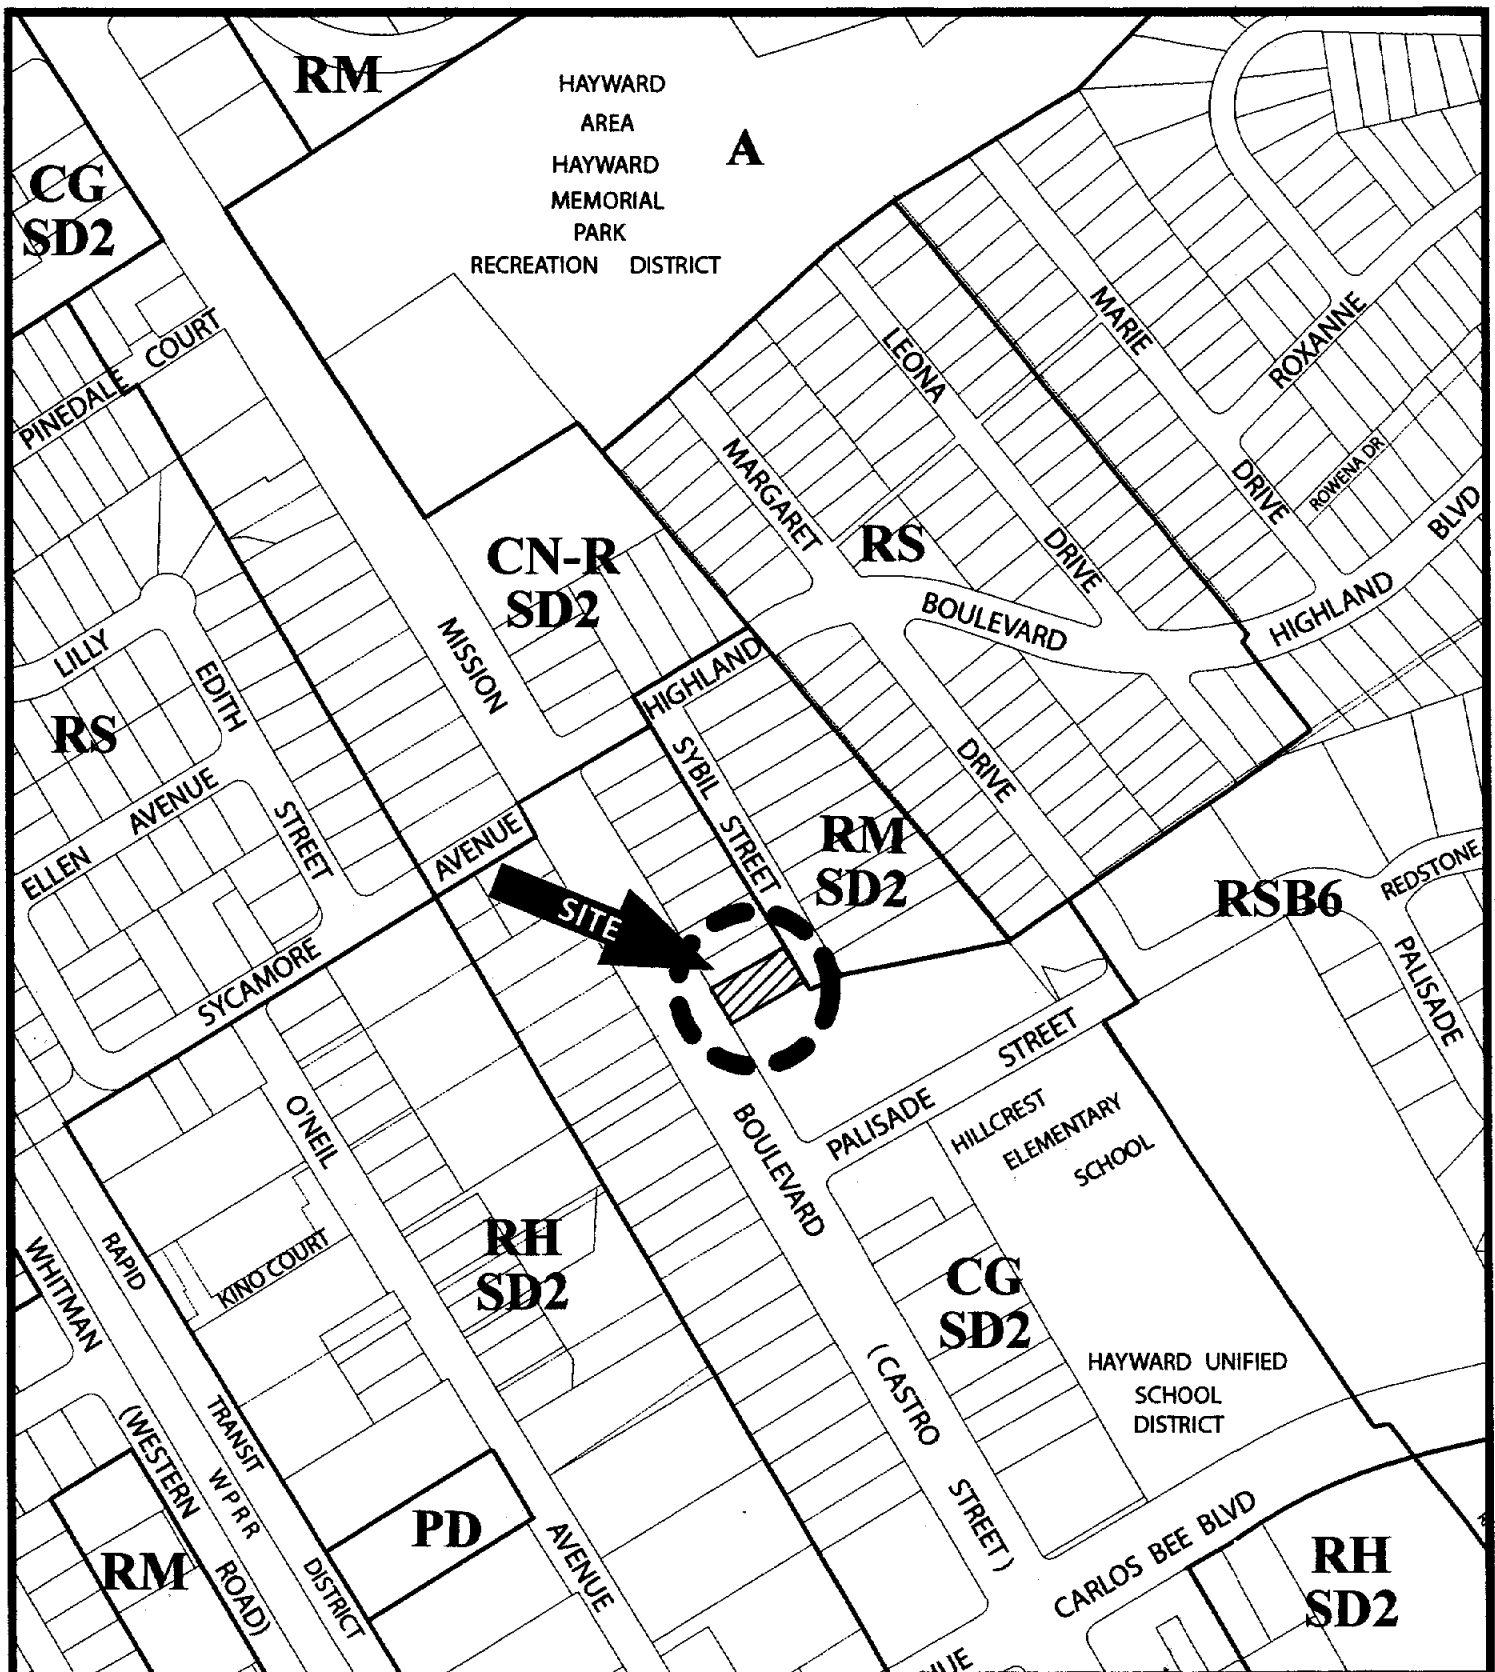 RM
HAYWARD
AREA
HAYWARD
MEMORIAL
PARK
RECREATION DISTRICT
A
CG
SD2
PINEDALE COURT
MARIE
DRIVE
ROXANNE
ROWENA DR
LEONA
DRIVE
MARGARET
DRIVE
RS
BOULEVARD
HIGHLAND
BLVD
CN-R
SD2
MISSION
HIGHLAND
LILLY
EDITH
STREET
RS
SYBIL
STREET
ELLEN
AVENUE
AVENUE
RM
SD2
RSB6
REDSTONE
PALISADE
SITE
SYCAMORE
PALISADE
STREET
O'NEIL
BOULEVARD
HILLCREST
ELEMENTARY
SCHOOL
WHITMAN
RAPID
KINO COURT
RH
SD2
CG
SD2
HAYWARD UNIFIED
SCHOOL
DISTRICT
(CASTRO
STREET)
(WESTERN
ROAD)
TRANSIT
WPRR
DISTRICT
PD
RM
AVENUE
CARLOS BEE BLVD
RH
SD2